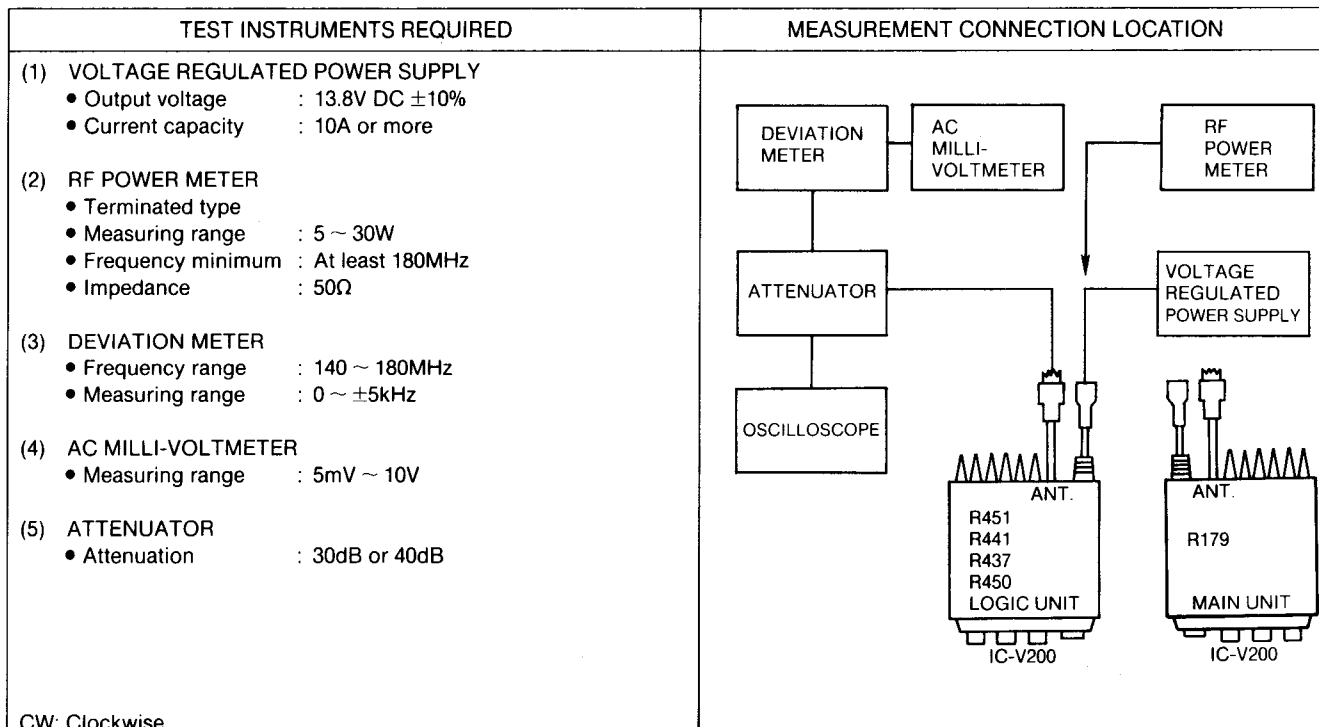 TEST INSTRUMENTS REQUIRED
(1) VOLTAGE REGULATED POWER SUPPLY
● Output voltage : 13.8V DC ±10%
● Current capacity : 10A or more
(2) RF POWER METER
● Terminated type
● Measuring range : 5 ~ 30W
● Frequency minimum : At least 180MHz
● Impedance : 50Ω
(3) DEVIATION METER
● Frequency range : 140 ~ 180MHz
● Measuring range : 0 ~ ±5kHz
(4) AC MILLI-VOLTMETER
● Measuring range : 5mV ~ 10V
(5) ATTENUATOR
● Attenuation : 30dB or 40dB
CW: Clockwise
MEASUREMENT CONNECTION LOCATION
DEVIATION
METER
AC
MILLI-
VOLTMETER
RF
POWER
METER
ATTENUATOR
VOLTAGE
REGULATED
POWER SUPPLY
OSCILLOSCOPE
ANT.
R451
R441
R437
R450
LOGIC UNIT
IC-V200
ANT.
R179
MAIN UNIT
IC-V200